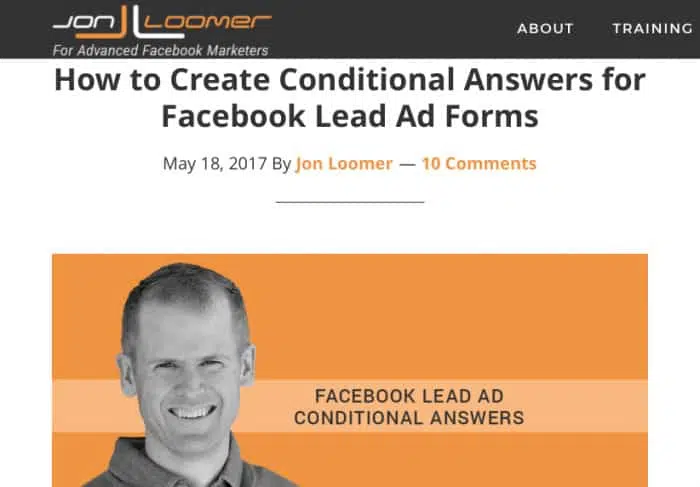 JON LOOMER
For Advanced Facebook Marketers
ABOUT TRAINING
How to Create Conditional Answers for
Facebook Lead Ad Forms
May 18, 2017 By Jon Loomer — 10 Comments
FACEBOOK LEAD AD
CONDITIONAL ANSWERS